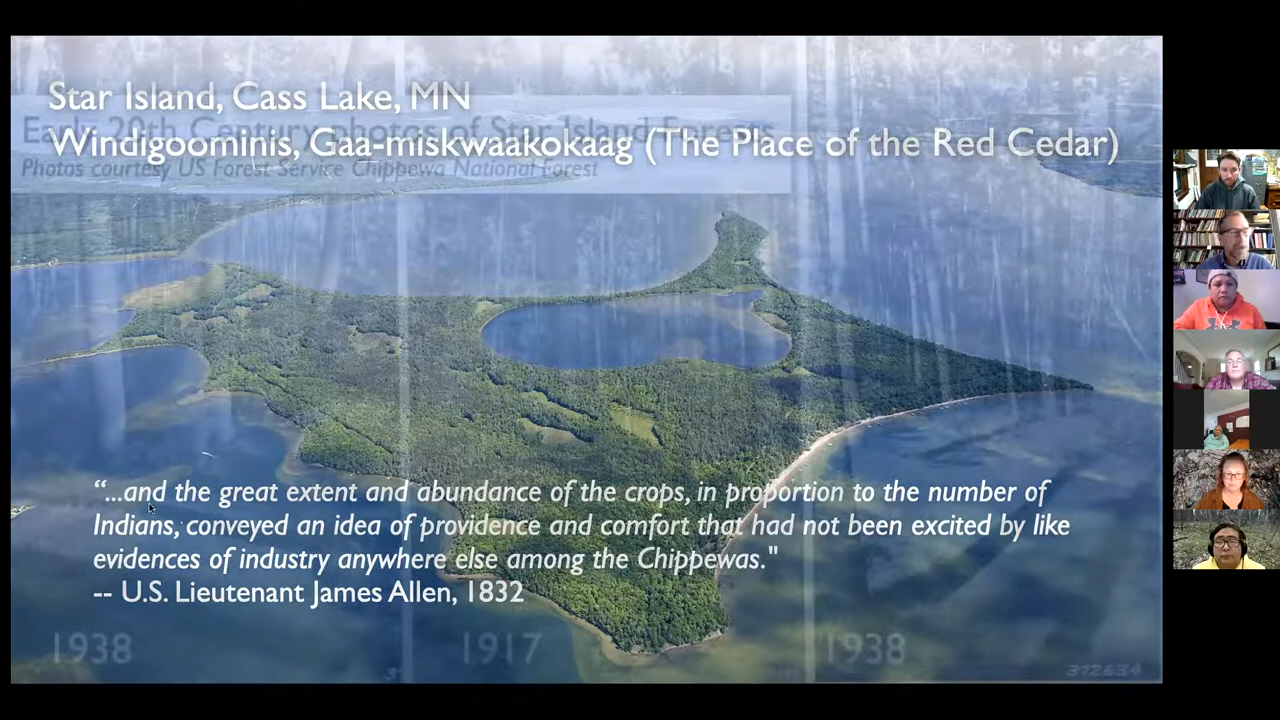 Star Island, Cass Lake, MN
Early 20th Century photos of Star Island Forests
Windigoominis, Gaa-miskwaakokaag (The Place of the Red Cedar)
Photos courtesy US Forest Service Chippewa National Forest
“...and the great extent and abundance of the crops, in proportion to the number of
Indians, conveyed an idea of providence and comfort that had not been excited by like
evidences of industry anywhere else among the Chippewas."
-- U.S. Lieutenant James Allen, 1832
1938
1917
1938
372634